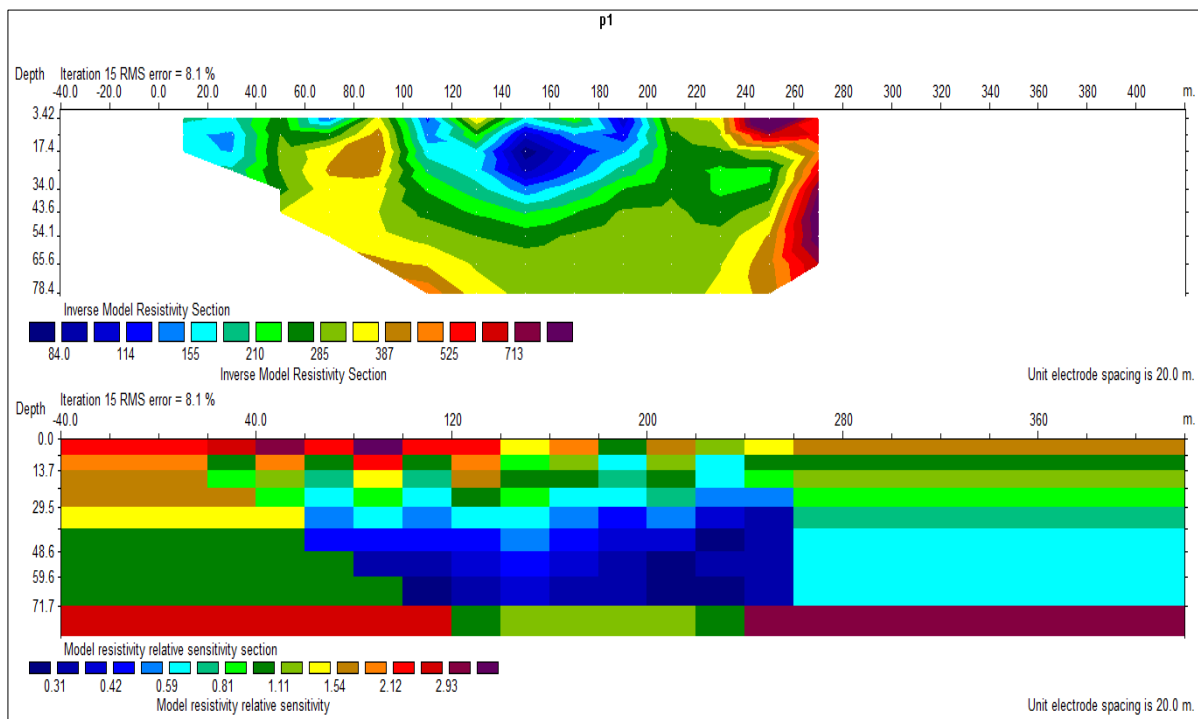 p1
Depth Iteration 15 RMS error = 8.1 %
-40.0 -20.0 0.0 20.0 40.0 60.0 80.0 100 120 140 160 180 200 220 240 260 280 300 320 340 360 380 400 m.
3.42
17.4
34.0
43.6
54.1
65.6
78.4
Inverse Model Resistivity Section
84.0 114 155 210 285 387 525 713
Inverse Model Resistivity Section Unit electrode spacing is 20.0 m.
Depth Iteration 15 RMS error = 8.1 %
-40.0 40.0 120 200 280 360 m.
0.0
13.7
29.5
48.6
59.6
71.7
Model resistivity relative sensitivity section
0.31 0.42 0.59 0.81 1.11 1.54 2.12 2.93
Model resistivity relative sensitivity Unit electrode spacing is 20.0 m.